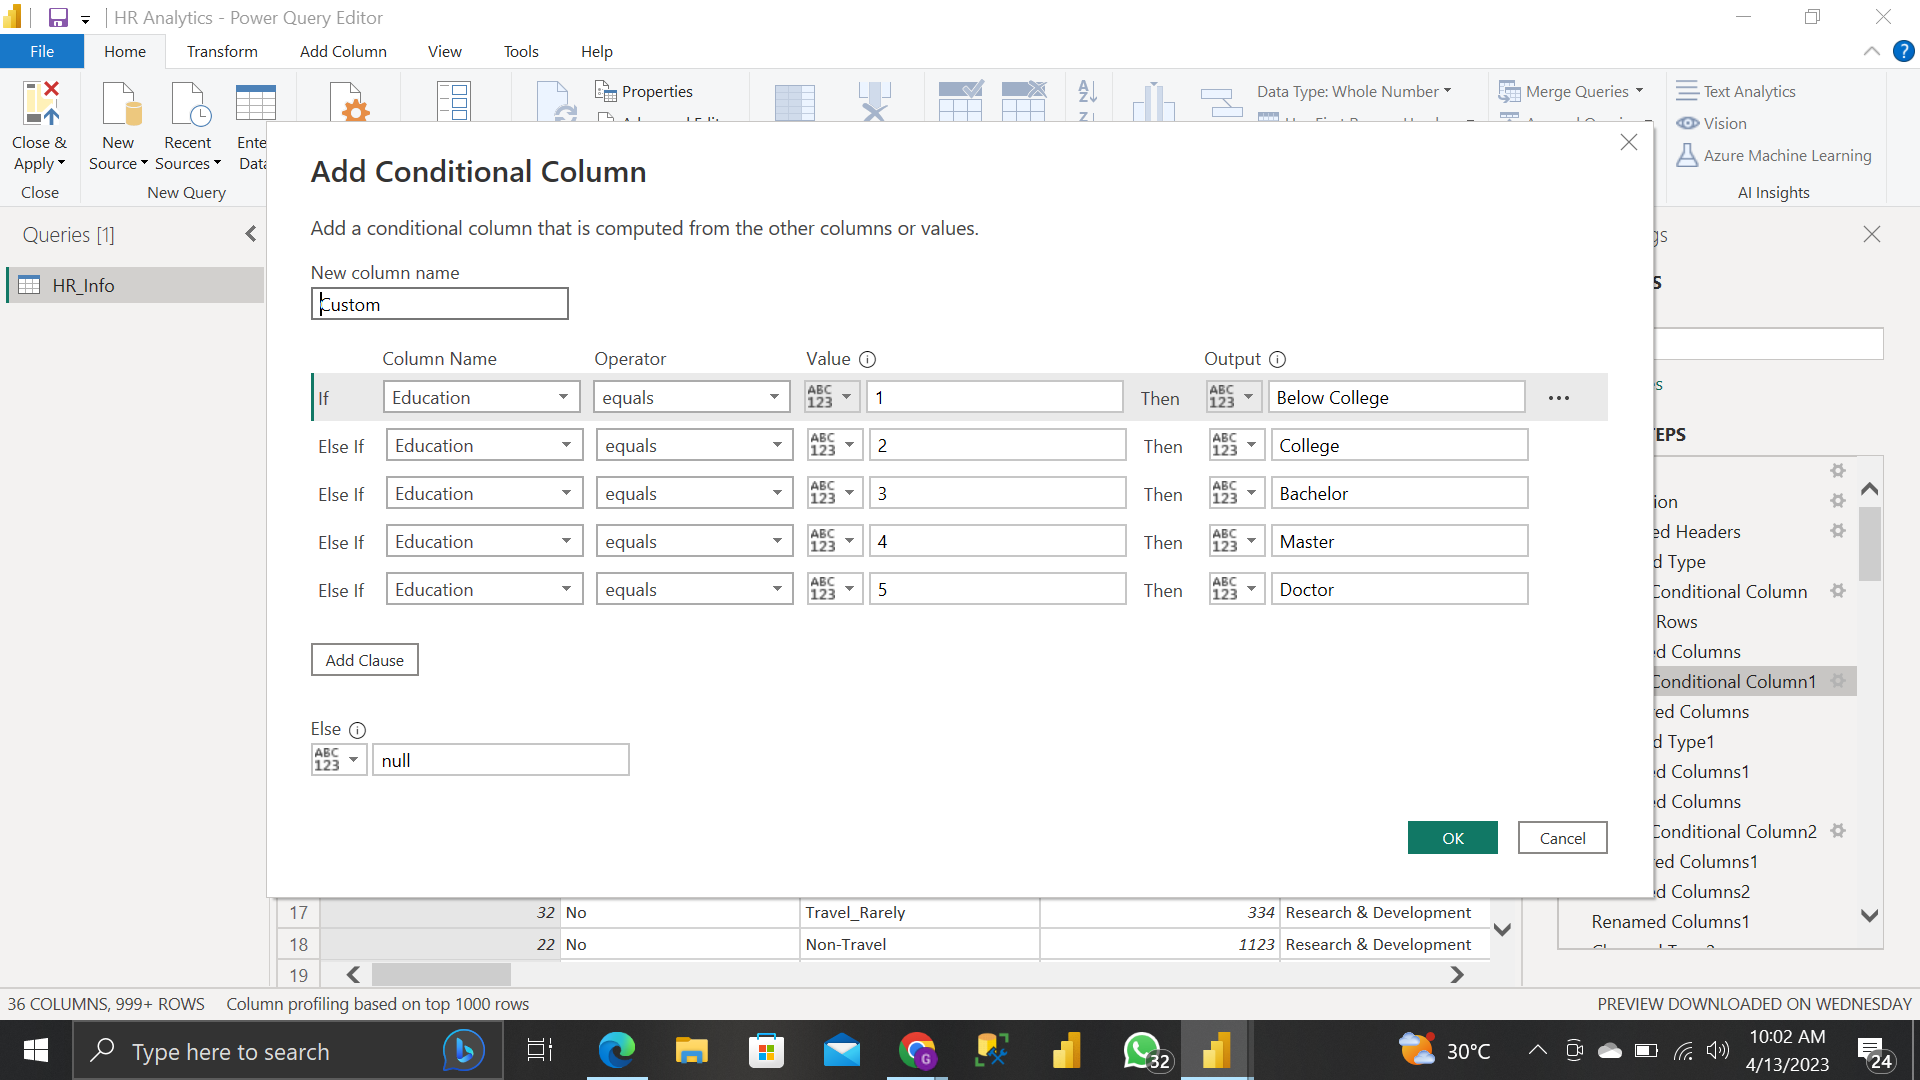 HR Analytics - Power Query Editor
File Home Transform Add Column View Tools Help
Properties
Data Type: Whole Number
Merge Queries
Text Analytics
Vision
Azure Machine Learning
AI Insights
Close & Apply
New Source
Recent Sources
Close
New Query
Queries [1]
HR_Info
Add Conditional Column
Add a conditional column that is computed from the other columns or values.
New column name
Custom
Column Name Operator Value Output
If Education equals ABC 123 1 Then ABC 123 Below College ...
Else If Education equals ABC 123 2 Then ABC 123 College
Else If Education equals ABC 123 3 Then ABC 123 Bachelor
Else If Education equals ABC 123 4 Then ABC 123 Master
Else If Education equals ABC 123 5 Then ABC 123 Doctor
Add Clause
Else
ABC 123 null
OK Cancel
Headers
Type
Conditional Column
Rows
Columns
Conditional Column1
Columns
Type1
Columns1
Columns
Conditional Column2
Columns1
Columns2
Renamed Columns1
17 32 No Travel_Rarely 334 Research & Development
18 22 No Non-Travel 1123 Research & Development
19
36 COLUMNS, 999+ ROWS Column profiling based on top 1000 rows PREVIEW DOWNLOADED ON WEDNESDAY
Type here to search
32
30°C
10:02 AM
4/13/2023
24